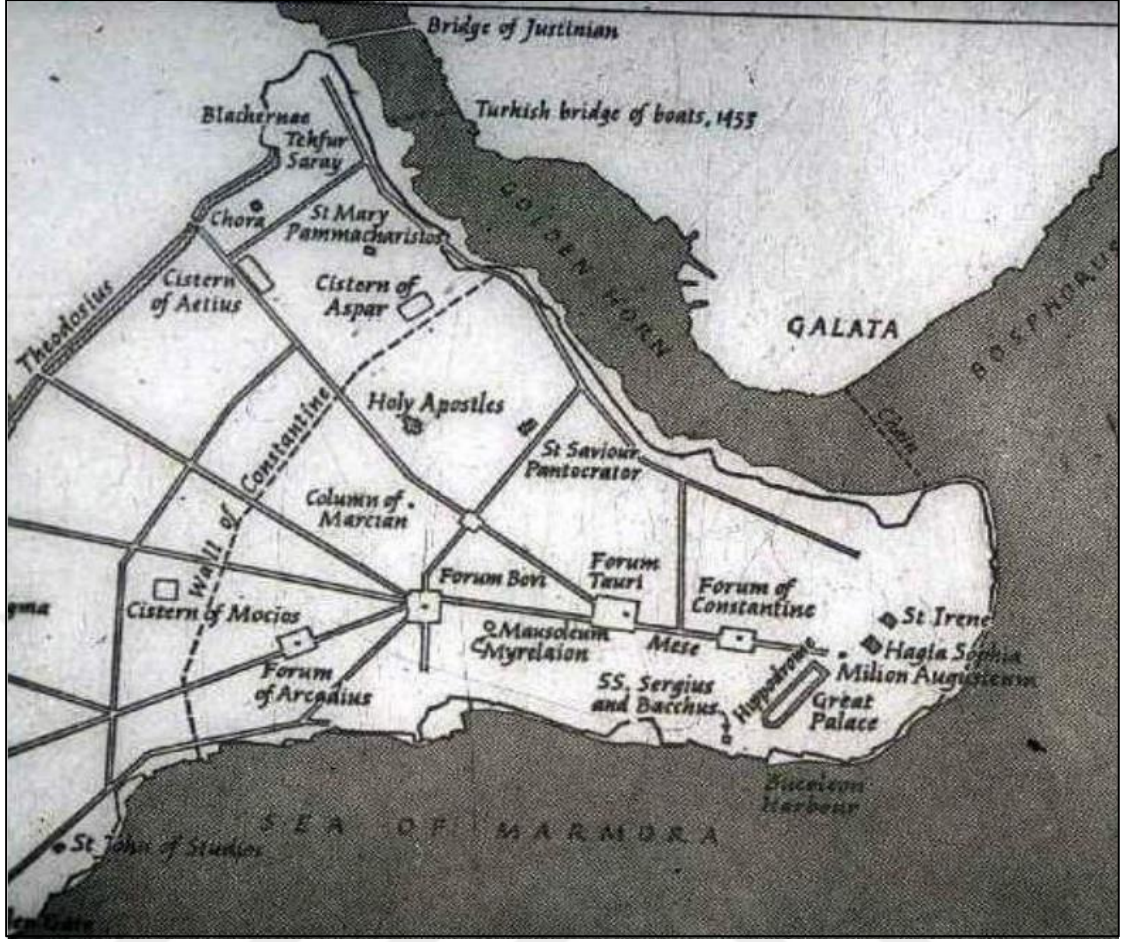 Bridge of Justinian
Turkish bridge of boats, 1453
Blachernae
Tekfur
Saray
GOLDEN HORN
BOSPHORUS
Chora
St Mary
Pammacharistos
Cistern
of Aetius
Cistern of
Aspar
GALATA
Theodosius
Chain
Holy Apostles
Wall of Constantine
St Saviour
Pantocrator
Column of
Marcian
Forum Bovi
Forum
Tauri
Forum of
Constantine
Cistern of Mocios
Mausoleum
Myrelaion
Mese
St Irene
Hagia Sophia
Milion Augusteum
Hippodrome
Great
Palace
Forum
of Arcadius
SS. Sergius
and Bacchus
Bucoleon
Harbour
SEA OF MARMORA
St John of Studios